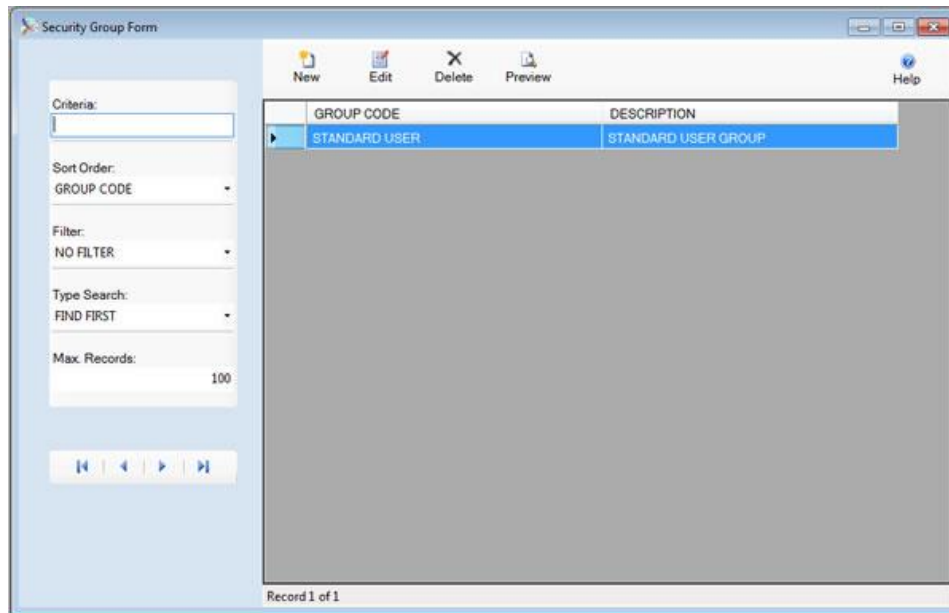 Security Group Form
New Edit Delete Preview Help
Criteria:
Sort Order:
GROUP CODE
Filter:
NO FILTER
Type Search:
FIND FIRST
Max. Records:
100
GROUP CODE DESCRIPTION
STANDARD USER STANDARD USER GROUP
Record 1 of 1